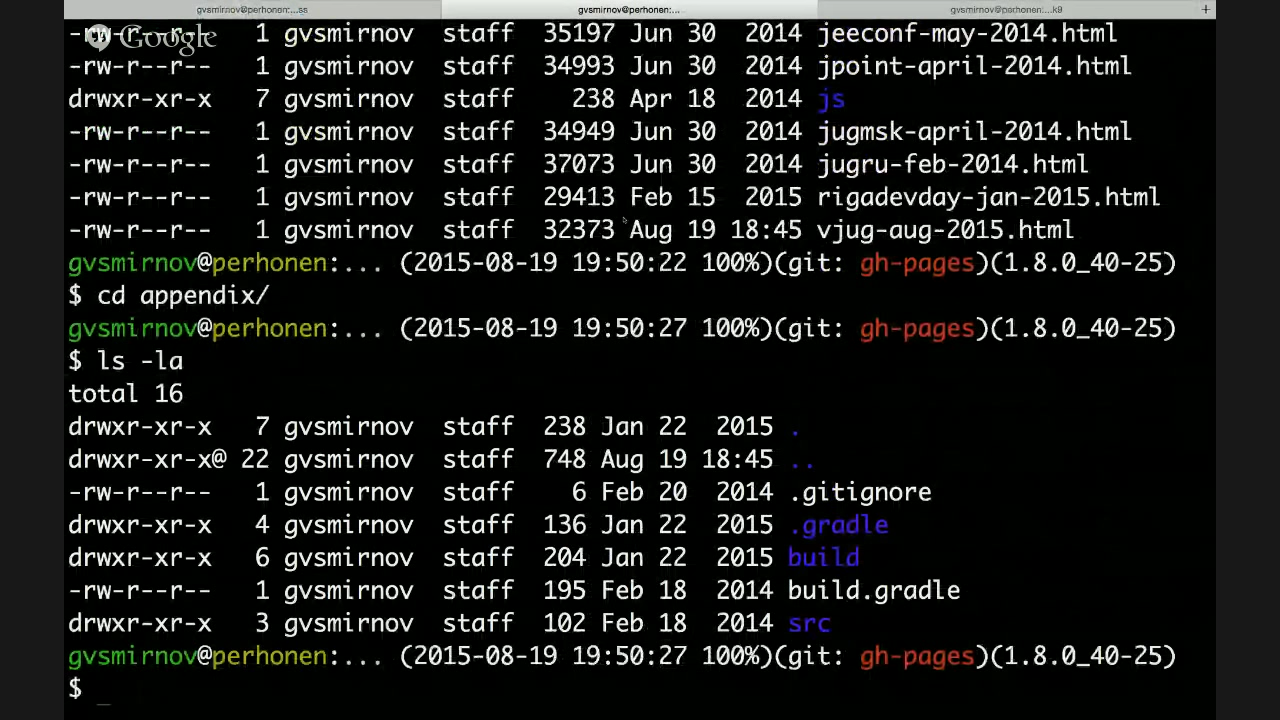 gvsmirnov@perhonen:...ss gvsmirnov@perhonen:... gvsmirnov@perhonen:...k9 +
Google
-rw-r--r-- 1 gvsmirnov staff 35197 Jun 30 2014 jeeconf-may-2014.html
-rw-r--r-- 1 gvsmirnov staff 34993 Jun 30 2014 jpoint-april-2014.html
drwxr-xr-x 7 gvsmirnov staff 238 Apr 18 2014 js
-rw-r--r-- 1 gvsmirnov staff 34949 Jun 30 2014 jugmsk-april-2014.html
-rw-r--r-- 1 gvsmirnov staff 37073 Jun 30 2014 jugru-feb-2014.html
-rw-r--r-- 1 gvsmirnov staff 29413 Feb 15 2015 rigadevday-jan-2015.html
-rw-r--r-- 1 gvsmirnov staff 32373 Aug 19 18:45 vjug-aug-2015.html
gvsmirnov@perhonen:... (2015-08-19 19:50:22 100%)(git: gh-pages)(1.8.0_40-25)
$ cd appendix/
gvsmirnov@perhonen:... (2015-08-19 19:50:27 100%)(git: gh-pages)(1.8.0_40-25)
$ ls -la
total 16
drwxr-xr-x 7 gvsmirnov staff 238 Jan 22 2015 .
drwxr-xr-x@ 22 gvsmirnov staff 748 Aug 19 18:45 ..
-rw-r--r-- 1 gvsmirnov staff 6 Feb 20 2014 .gitignore
drwxr-xr-x 4 gvsmirnov staff 136 Jan 22 2015 .gradle
drwxr-xr-x 6 gvsmirnov staff 204 Jan 22 2015 build
-rw-r--r-- 1 gvsmirnov staff 195 Feb 18 2014 build.gradle
drwxr-xr-x 3 gvsmirnov staff 102 Feb 18 2014 src
gvsmirnov@perhonen:... (2015-08-19 19:50:27 100%)(git: gh-pages)(1.8.0_40-25)
$ _